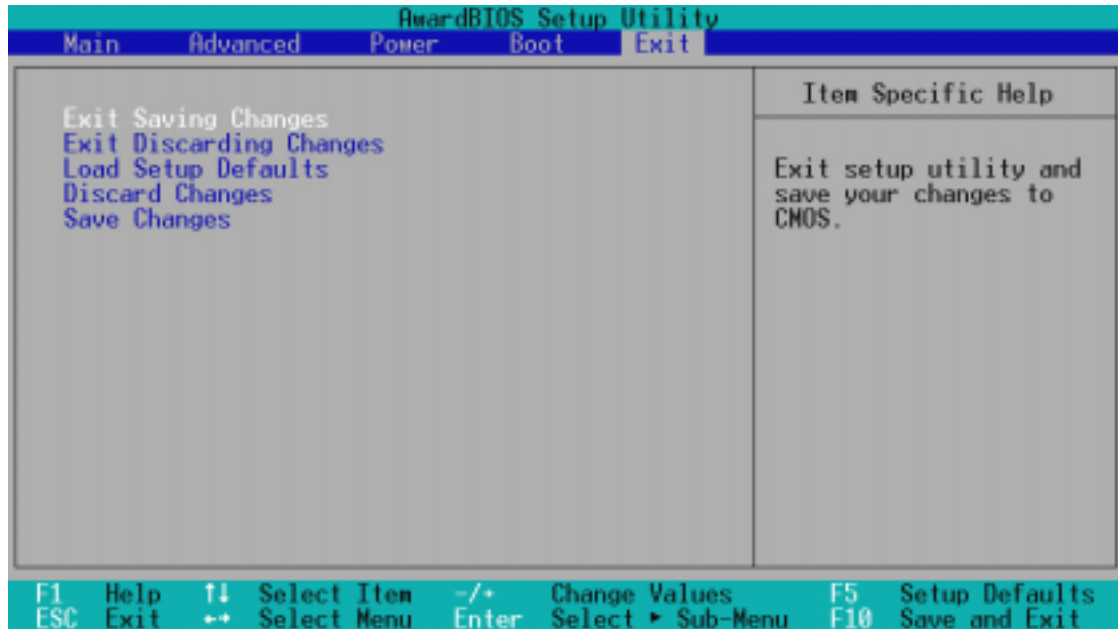 AwardBIOS Setup Utility
Main Advanced Power Boot Exit
Exit Saving Changes
Exit Discarding Changes
Load Setup Defaults
Discard Changes
Save Changes
Item Specific Help
Exit setup utility and
save your changes to
CMOS.
F1 Help ↑↓ Select Item -/+ Change Values F5 Setup Defaults
ESC Exit ←→ Select Menu Enter Select ► Sub-Menu F10 Save and Exit